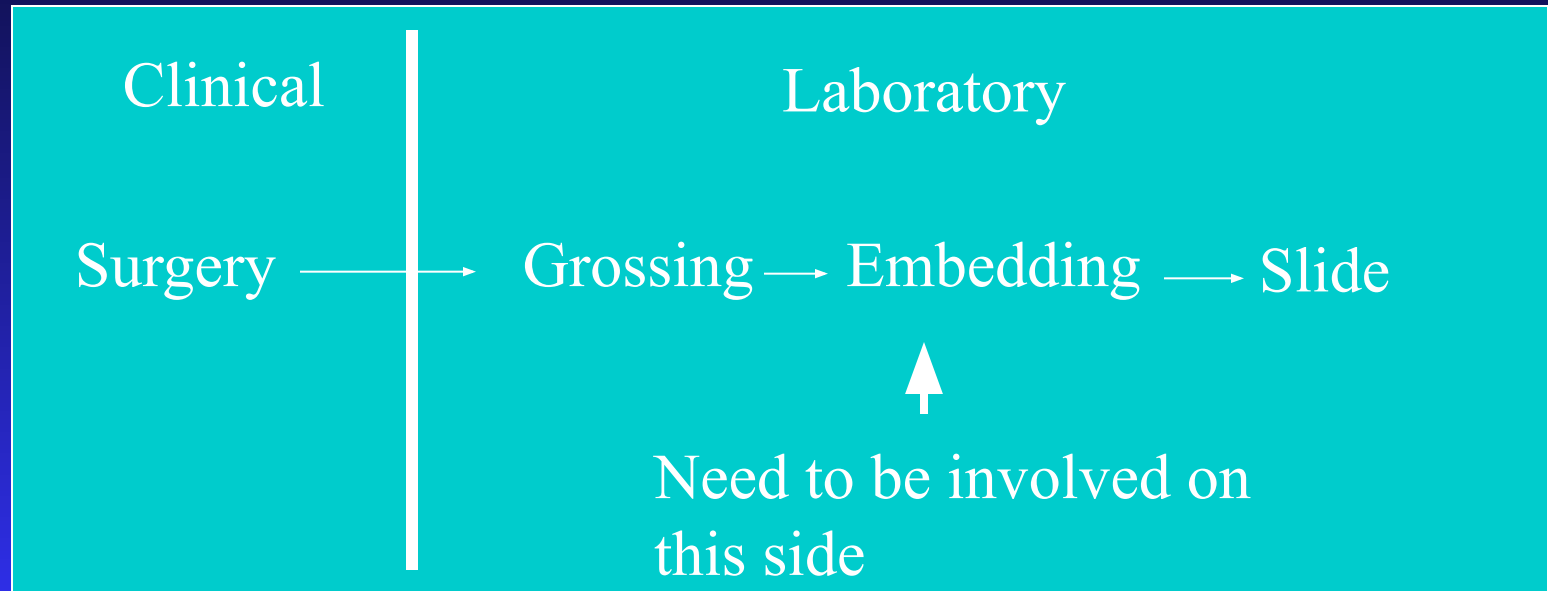 Clinical
Laboratory
Surgery
Grossing
Embedding
Slide
Need to be involved on
this side